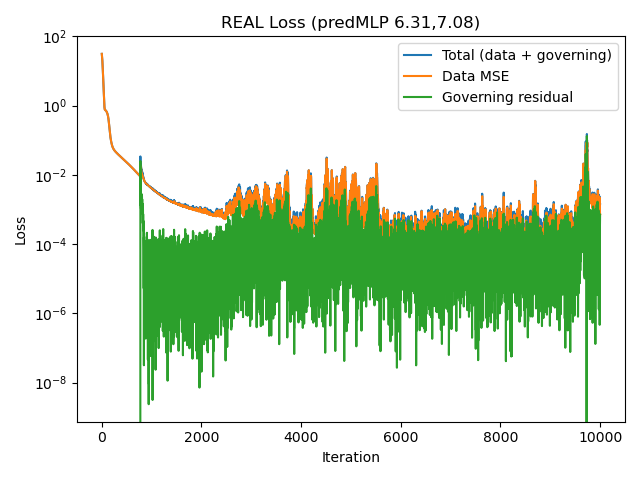 REAL Loss (predMLP 6.31,7.08)
Total (data + governing)
Data MSE
Governing residual
Loss
10^2
10^0
10^-2
10^-4
10^-6
10^-8
0 2000 4000 6000 8000 10000
Iteration